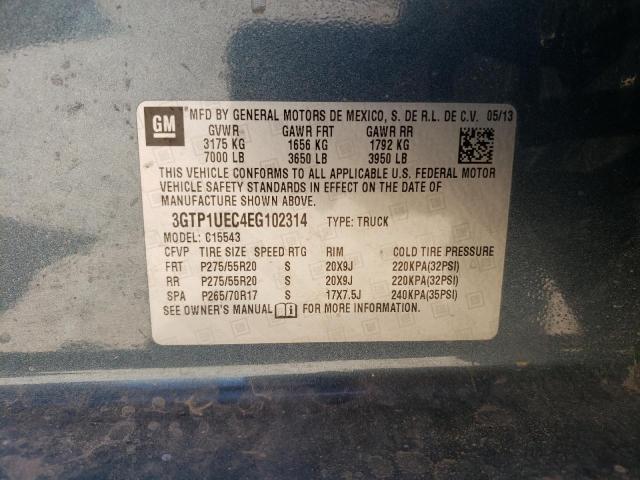 GM
MFD BY GENERAL MOTORS DE MEXICO, S. DE R.L. DE C.V. 05/13
GVWR GAWR FRT GAWR RR
3175 KG 1656 KG 1792 KG
7000 LB 3650 LB 3950 LB
THIS VEHICLE CONFORMS TO ALL APPLICABLE U.S. FEDERAL MOTOR
VEHICLE SAFETY STANDARDS IN EFFECT ON THE DATE OF
MANUFACTURE SHOWN ABOVE.
3GTP1UEC4EG102314 TYPE: TRUCK
MODEL: C15543
CFVP TIRE SIZE SPEED RTG RIM COLD TIRE PRESSURE
FRT P275/55R20 S 20X9J 220KPA(32PSI)
RR P275/55R20 S 20X9J 220KPA(32PSI)
SPA P265/70R17 S 17X7.5J 240KPA(35PSI)
SEE OWNER'S MANUAL FOR MORE INFORMATION.